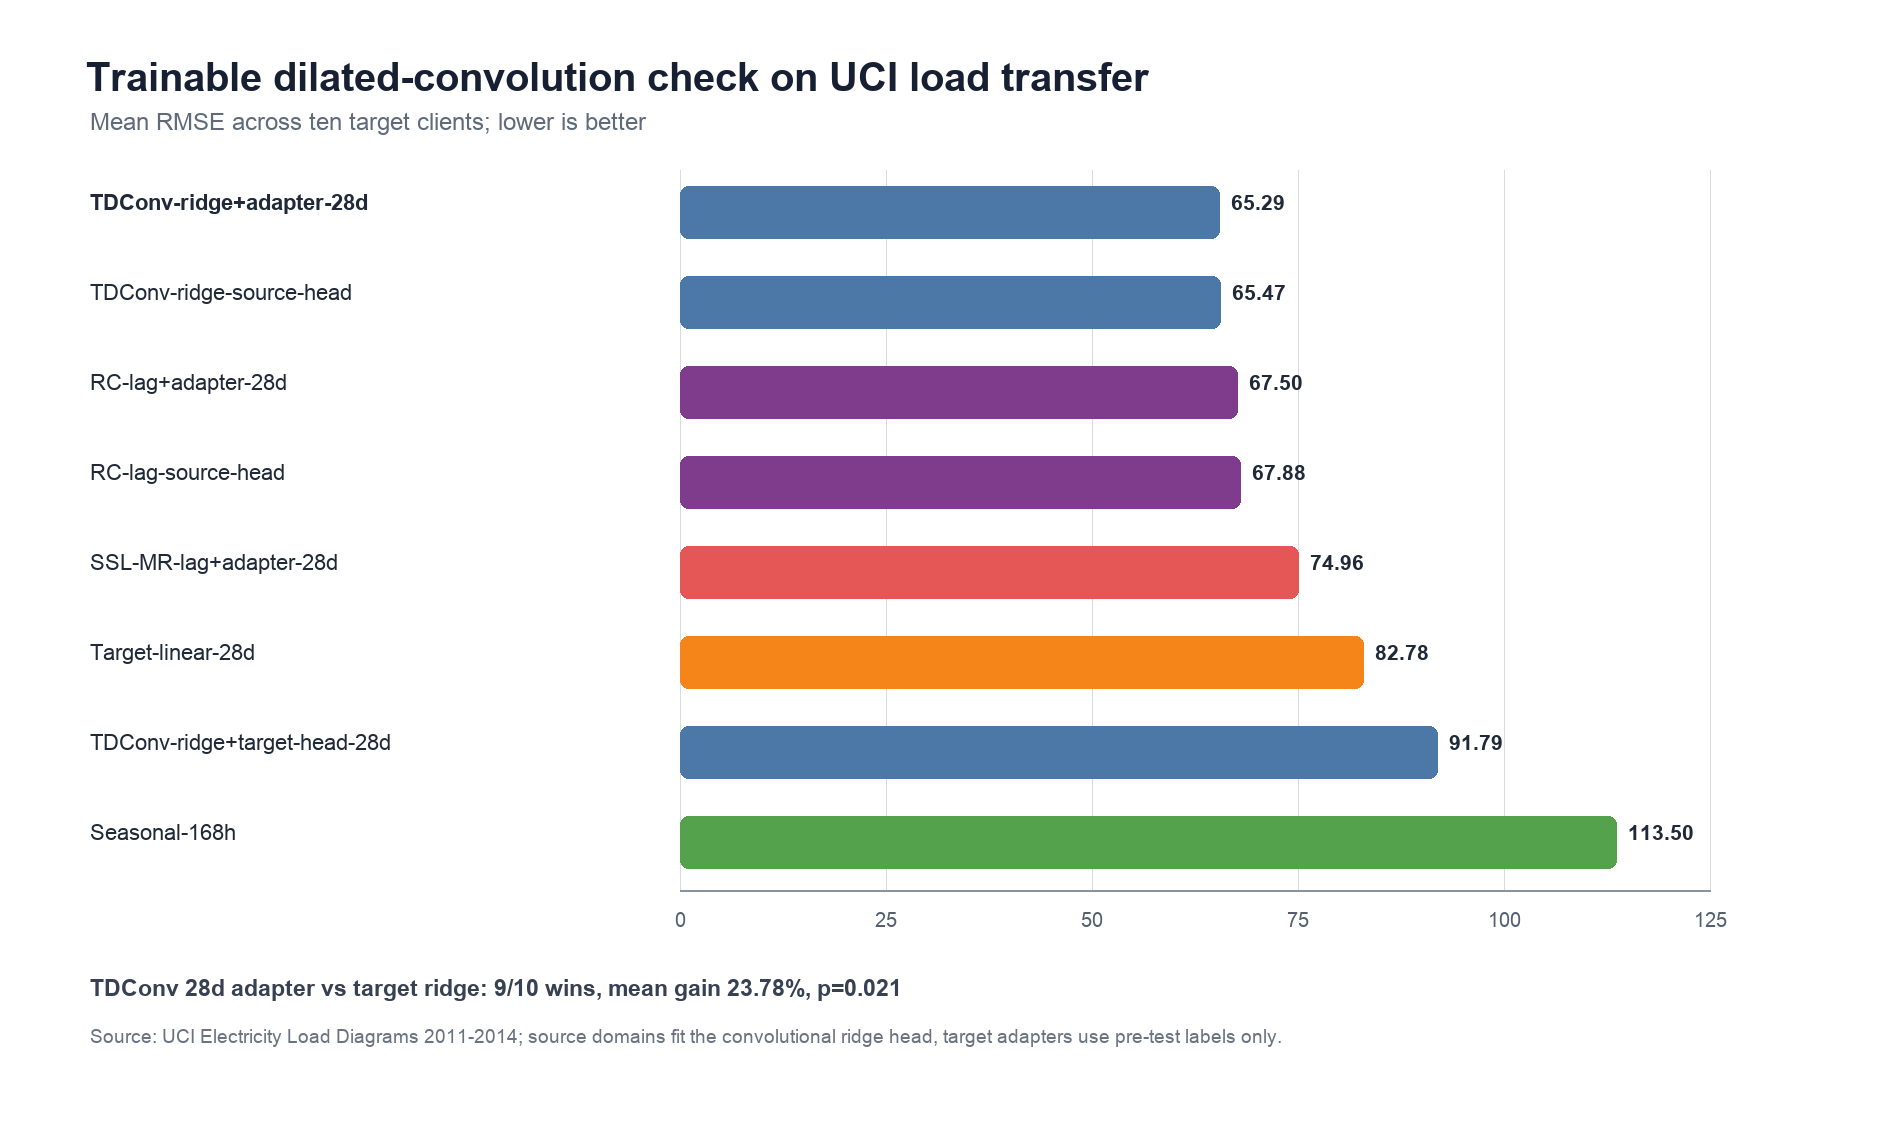 Trainable dilated-convolution check on UCI load transfer
Mean RMSE across ten target clients; lower is better
TDConv-ridge+adapter-28d 65.29
TDConv-ridge-source-head 65.47
RC-lag+adapter-28d 67.50
RC-lag-source-head 67.88
SSL-MR-lag+adapter-28d 74.96
Target-linear-28d 82.78
TDConv-ridge+target-head-28d 91.79
Seasonal-168h 113.50
0 25 50 75 100 125
TDConv 28d adapter vs target ridge: 9/10 wins, mean gain 23.78%, p=0.021
Source: UCI Electricity Load Diagrams 2011-2014; source domains fit the convolutional ridge head, target adapters use pre-test labels only.